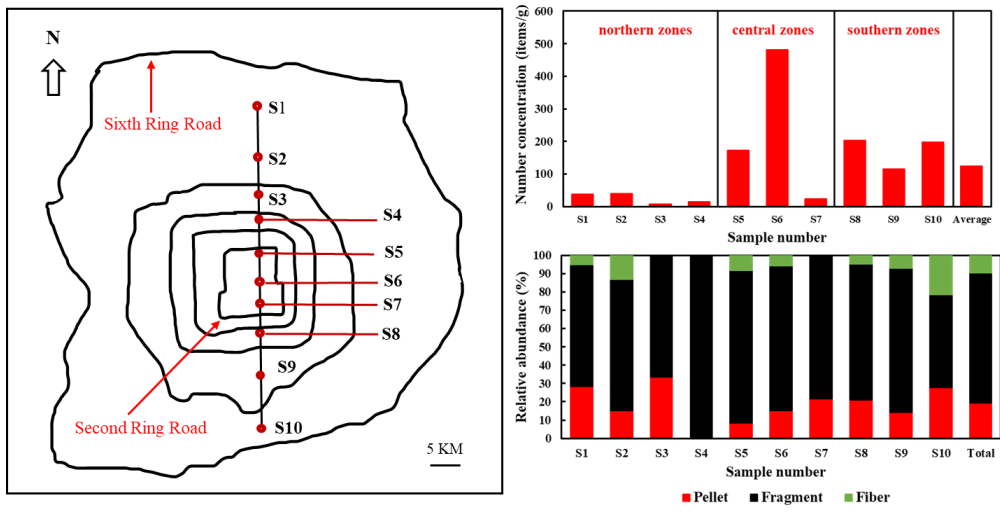 N
Sixth Ring Road
S1
S2
S3
S4
S5
S6
S7
S8
S9
S10
Second Ring Road
5 KM
Number concentration (items/g)
600
500
400
300
200
100
0
northern zones
central zones
southern zones
S1 S2 S3 S4 S5 S6 S7 S8 S9 S10 Average
Sample number
Relative abundance (%)
100
90
80
70
60
50
40
30
20
10
0
S1 S2 S3 S4 S5 S6 S7 S8 S9 S10 Total
Sample number
Pellet Fragment Fiber